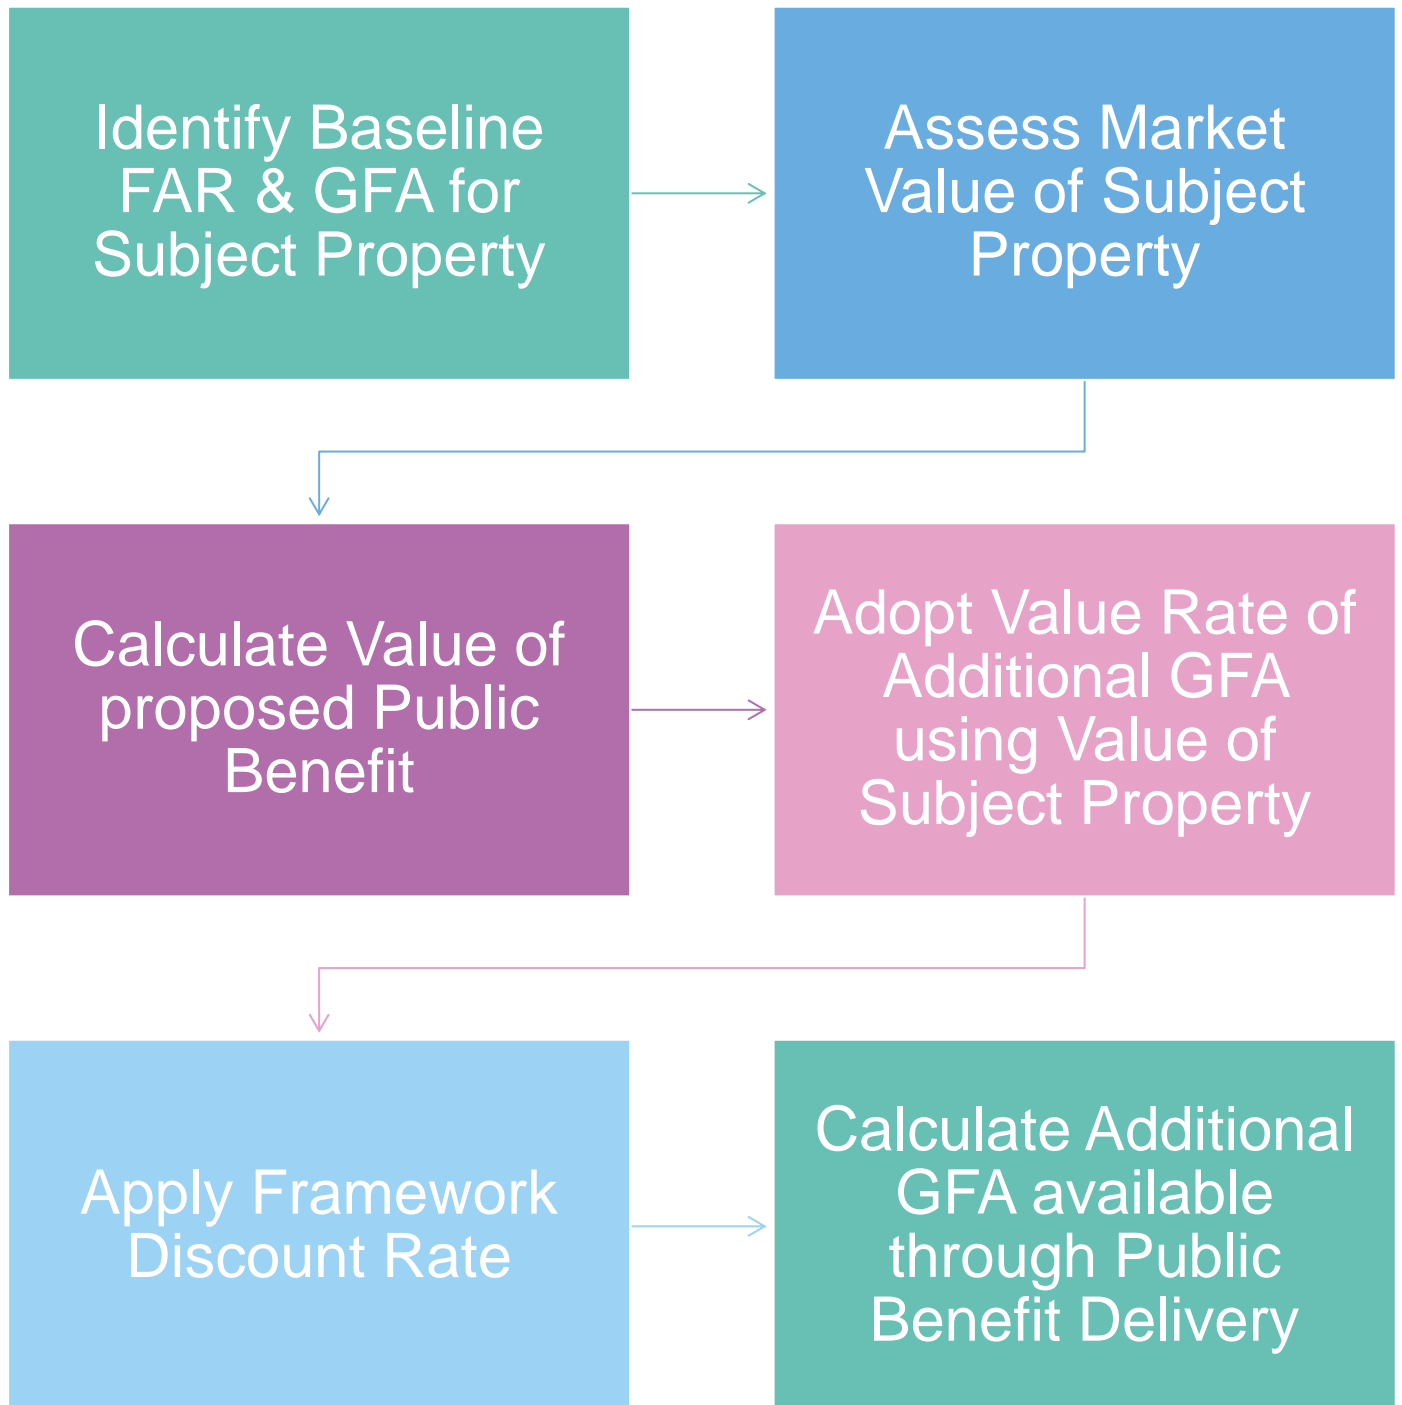 Identify Baseline
FAR & GFA for
Subject Property
Assess Market
Value of Subject
Property
Calculate Value of
proposed Public
Benefit
Adopt Value Rate of
Additional GFA
using Value of
Subject Property
Apply Framework
Discount Rate
Calculate Additional
GFA available
through Public
Benefit Delivery